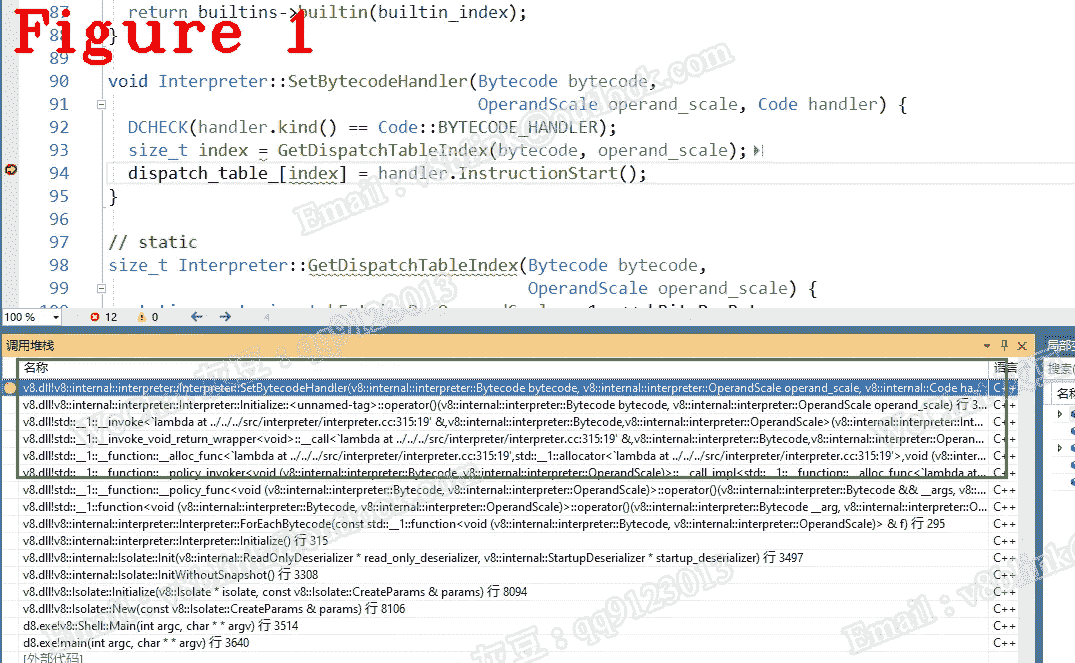 Figure 1
87 return builtins->builtin(builtin_index);
88 }
89
90 void Interpreter::SetBytecodeHandler(Bytecode bytecode,
91 OperandScale operand_scale, Code handler) {
92 DCHECK(handler.kind() == Code::BYTECODE_HANDLER);
93 size_t index = GetDispatchTableIndex(bytecode, operand_scale);
94 dispatch_table_[index] = handler.InstructionStart();
95 }
96
97 // static
98 size_t Interpreter::GetDispatchTableIndex(Bytecode bytecode,
99 OperandScale operand_scale) {
100 % 12 0
调用堆栈
局部
名称 语言
搜索(
名称
v8.dll!v8::internal::interpreter::Interpreter::SetBytecodeHandler(v8::internal::interpreter::Bytecode bytecode, v8::internal::interpreter::OperandScale operand_scale, v8::internal::Code ha... C++
v8.dll!v8::internal::interpreter::Interpreter::Initialize::<unnamed-tag>::operator()(v8::internal::interpreter::Bytecode bytecode, v8::internal::interpreter::OperandScale operand_scale) 行 3... C++
v8.dll!std::__1::__invoke<`lambda at ../../../src/interpreter/interpreter.cc:315:19' &,v8::internal::interpreter::Bytecode,v8::internal::interpreter::OperandScale>(v8::internal::interpreter::Int... C++
v8.dll!std::__1::__invoke_void_return_wrapper<void>::__call<`lambda at ../../../src/interpreter/interpreter.cc:315:19' &,v8::internal::interpreter::Bytecode,v8::internal::interpreter::Operan... C++
v8.dll!std::__1::__function::__alloc_func<`lambda at ../../../src/interpreter/interpreter.cc:315:19',std::__1::allocator<`lambda at ../../../src/interpreter/interpreter.cc:315:19'>,void (v8::inter... C++
v8.dll!std::__1::__function::__policy_invoker<void (v8::internal::interpreter::Bytecode, v8::internal::interpreter::OperandScale)>::__call_impl<std::__1::__function::__alloc_func<`lambda at... C++
v8.dll!std::__1::__function::__policy_func<void (v8::internal::interpreter::Bytecode, v8::internal::interpreter::OperandScale)>::operator()(v8::internal::interpreter::Bytecode && __args, v8::... C++
v8.dll!std::__1::function<void (v8::internal::interpreter::Bytecode, v8::internal::interpreter::OperandScale)>::operator()(v8::internal::interpreter::Bytecode __arg, v8::internal::interpreter::O... C++
v8.dll!v8::internal::interpreter::Interpreter::ForEachBytecode(const std::__1::function<void (v8::internal::interpreter::Bytecode, v8::internal::interpreter::OperandScale)> & f) 行 295 C++
v8.dll!v8::internal::interpreter::Interpreter::Initialize() 行 315 C++
v8.dll!v8::internal::Isolate::Init(v8::internal::ReadOnlyDeserializer * read_only_deserializer, v8::internal::StartupDeserializer * startup_deserializer) 行 3497 C++
v8.dll!v8::internal::Isolate::InitWithoutSnapshot() 行 3308 C++
v8.dll!v8::Isolate::Initialize(v8::Isolate * isolate, const v8::Isolate::CreateParams & params) 行 8094 C++
v8.dll!v8::Isolate::New(const v8::Isolate::CreateParams & params) 行 8106 C++
d8.exe!v8::Shell::Main(int argc, char * * argv) 行 3514 C++
d8.exe!main(int argc, char * * argv) 行 3640 C++
[外部代码]